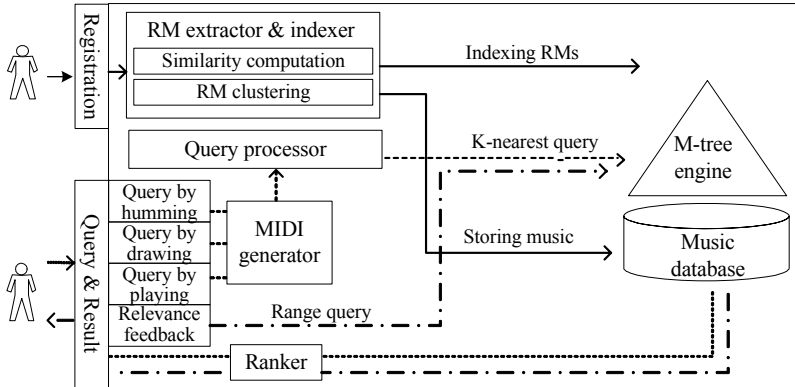 Registration
RM extractor & indexer
Similarity computation
RM clustering
Indexing RMs
Query processor
K-nearest query
M-tree
engine
Query & Result
Query by
humming
Query by
drawing
Query by
playing
Relevance
feedback
MIDI
generator
Storing music
Music
database
Range query
Ranker